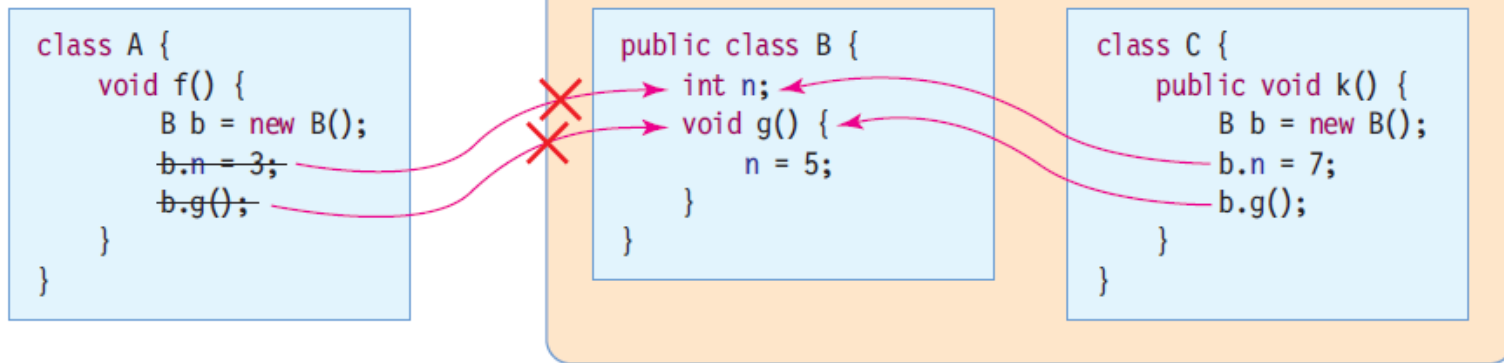 class A {
void f() {
B b = new B();
b.n = 3;
b.g();
}
}
public class B {
int n;
void g() {
n = 5;
}
}
class C {
public void k() {
B b = new B();
b.n = 7;
b.g();
}
}